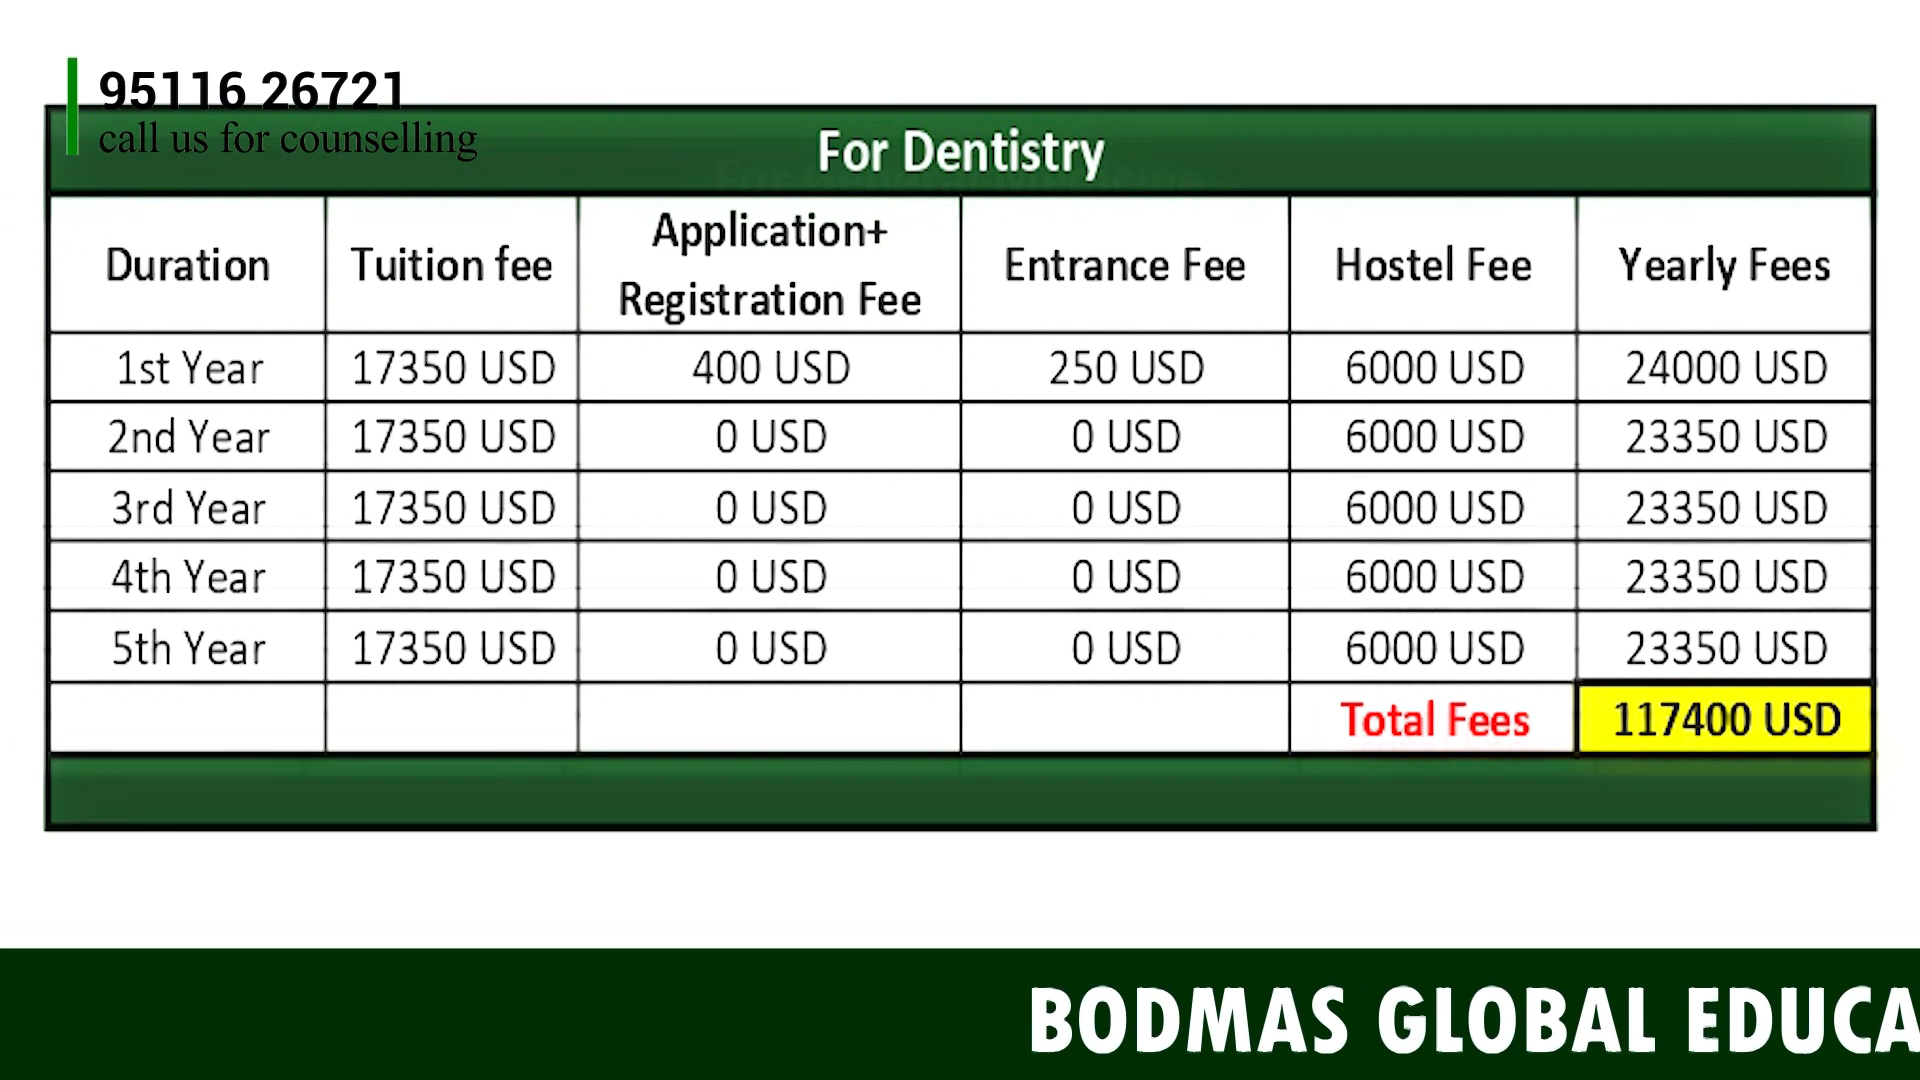 95116 26721
call us for counselling
For Dentistry
Duration Tuition fee Application+ Registration Fee Entrance Fee Hostel Fee Yearly Fees
1st Year 17350 USD 400 USD 250 USD 6000 USD 24000 USD
2nd Year 17350 USD 0 USD 0 USD 6000 USD 23350 USD
3rd Year 17350 USD 0 USD 0 USD 6000 USD 23350 USD
4th Year 17350 USD 0 USD 0 USD 6000 USD 23350 USD
5th Year 17350 USD 0 USD 0 USD 6000 USD 23350 USD
Total Fees 117400 USD
BODMAS GLOBAL EDUCA